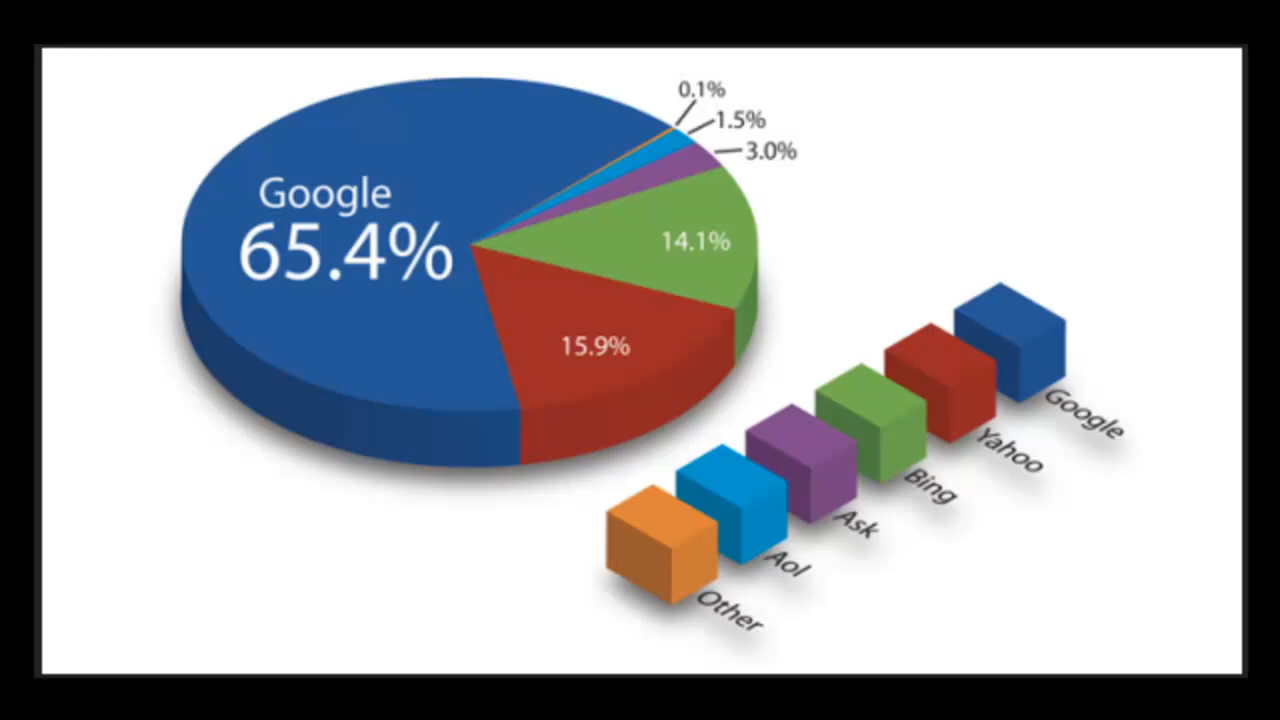 0.1%
1.5%
3.0%
Google
65.4%
14.1%
15.9%
Google
Yahoo
Bing
Ask
Aol
Other